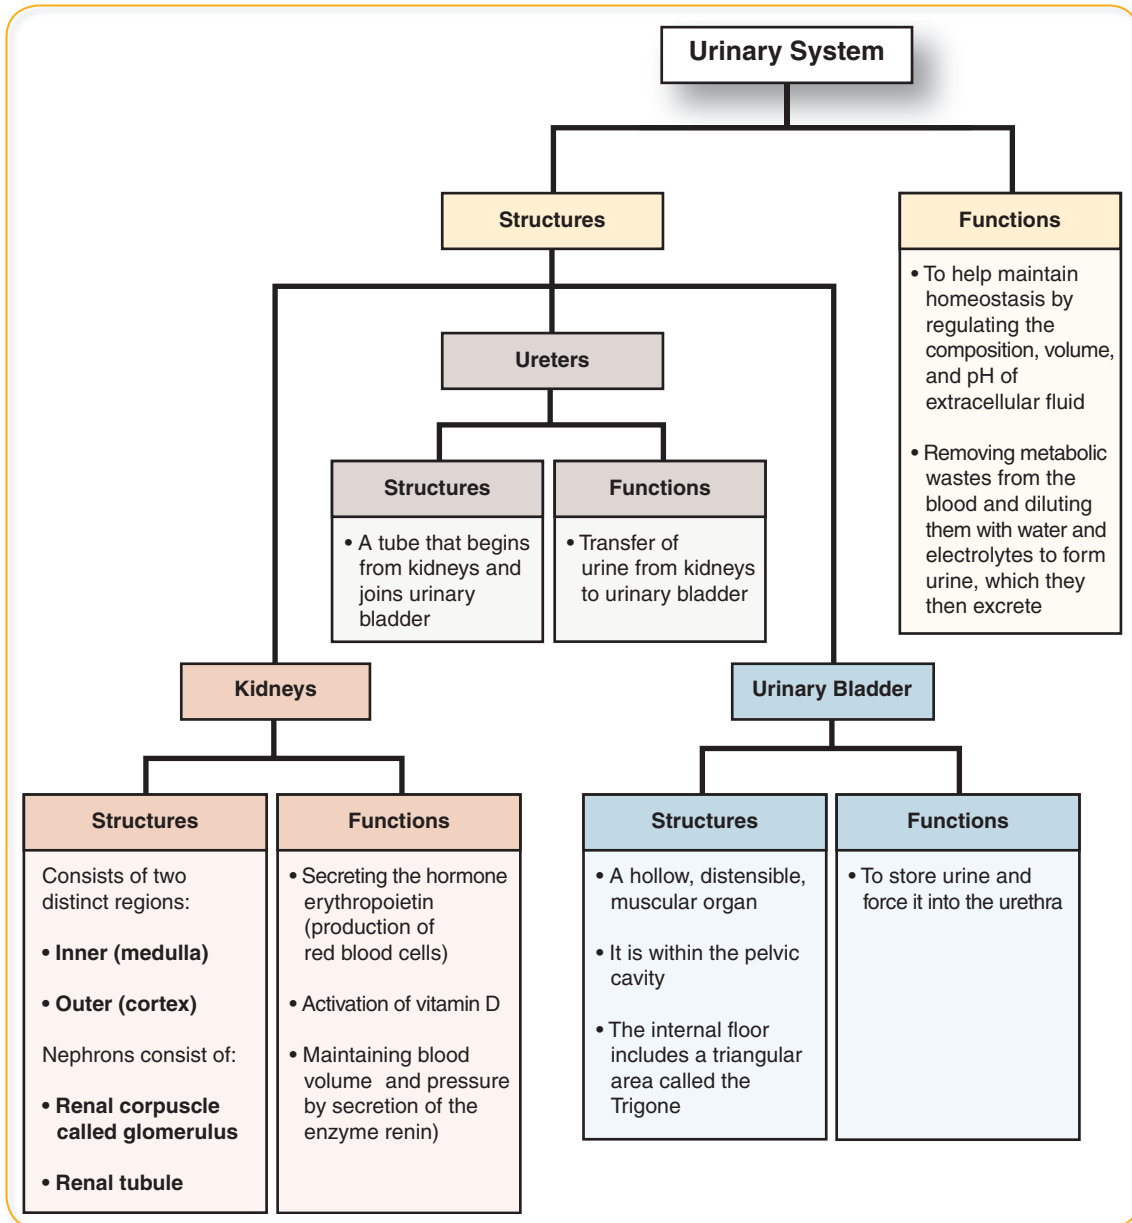 Urinary System
Structures
Functions
• To help maintain
homeostasis by
regulating the
composition, volume,
and pH of
extracellular fluid
• Removing metabolic
wastes from the
blood and diluting
them with water and
electrolytes to form
urine, which they
then excrete
Ureters
Structures
• A tube that begins
from kidneys and
joins urinary
bladder
Functions
• Transfer of
urine from kidneys
to urinary bladder
Kidneys
Structures
Consists of two
distinct regions:
• Inner (medulla)
• Outer (cortex)
Nephrons consist of:
• Renal corpuscle
called glomerulus
• Renal tubule
Functions
• Secreting the hormone
erythropoietin
(production of
red blood cells)
• Activation of vitamin D
• Maintaining blood
volume and pressure
by secretion of the
enzyme renin)
Urinary Bladder
Structures
• A hollow, distensible,
muscular organ
• It is within the pelvic
cavity
• The internal floor
includes a triangular
area called the
Trigone
Functions
• To store urine and
force it into the urethra